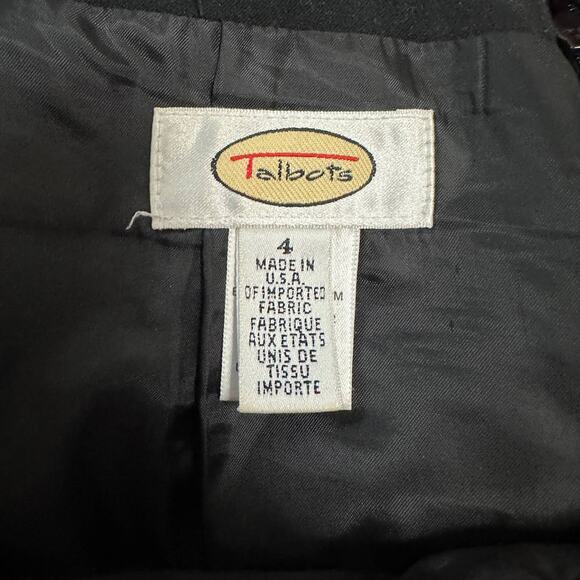 Talbots
4
MADE IN
U.S.A.
OF IMPORTED
FABRIC
FABRIQUE
AUX ETATS
UNIS DE
TISSU
IMPORTE
M